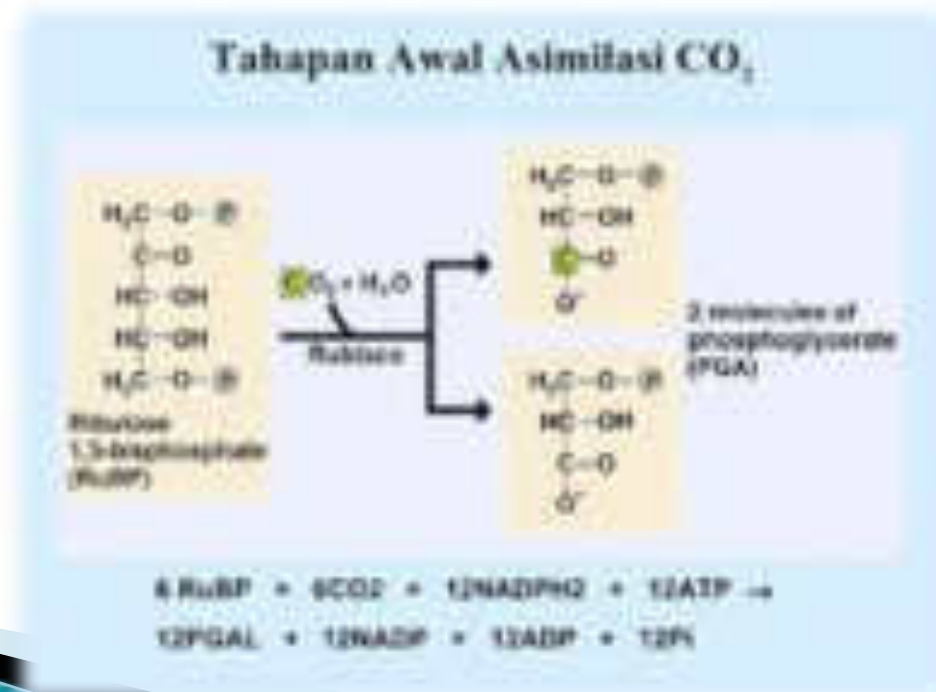 Tahapan Awal Asimilasi CO₂
H₂C-O-Ⓟ
C-O
HC-OH
HC-OH
H₂C-O-Ⓟ
Ribulose
1,5-bisphosphate
(RuBP)
CO₂ + H₂O
Rubisco
H₂C-O-Ⓟ
HC-OH
C-O
O⁻
H₂C-O-Ⓟ
HC-OH
C-O
O⁻
2 molecules of
phosphoglycerate
(PGA)
6 RuBP + 6CO2 + 12NADPH2 + 12ATP →
12PGAL + 12NADP + 12ADP + 12Pi